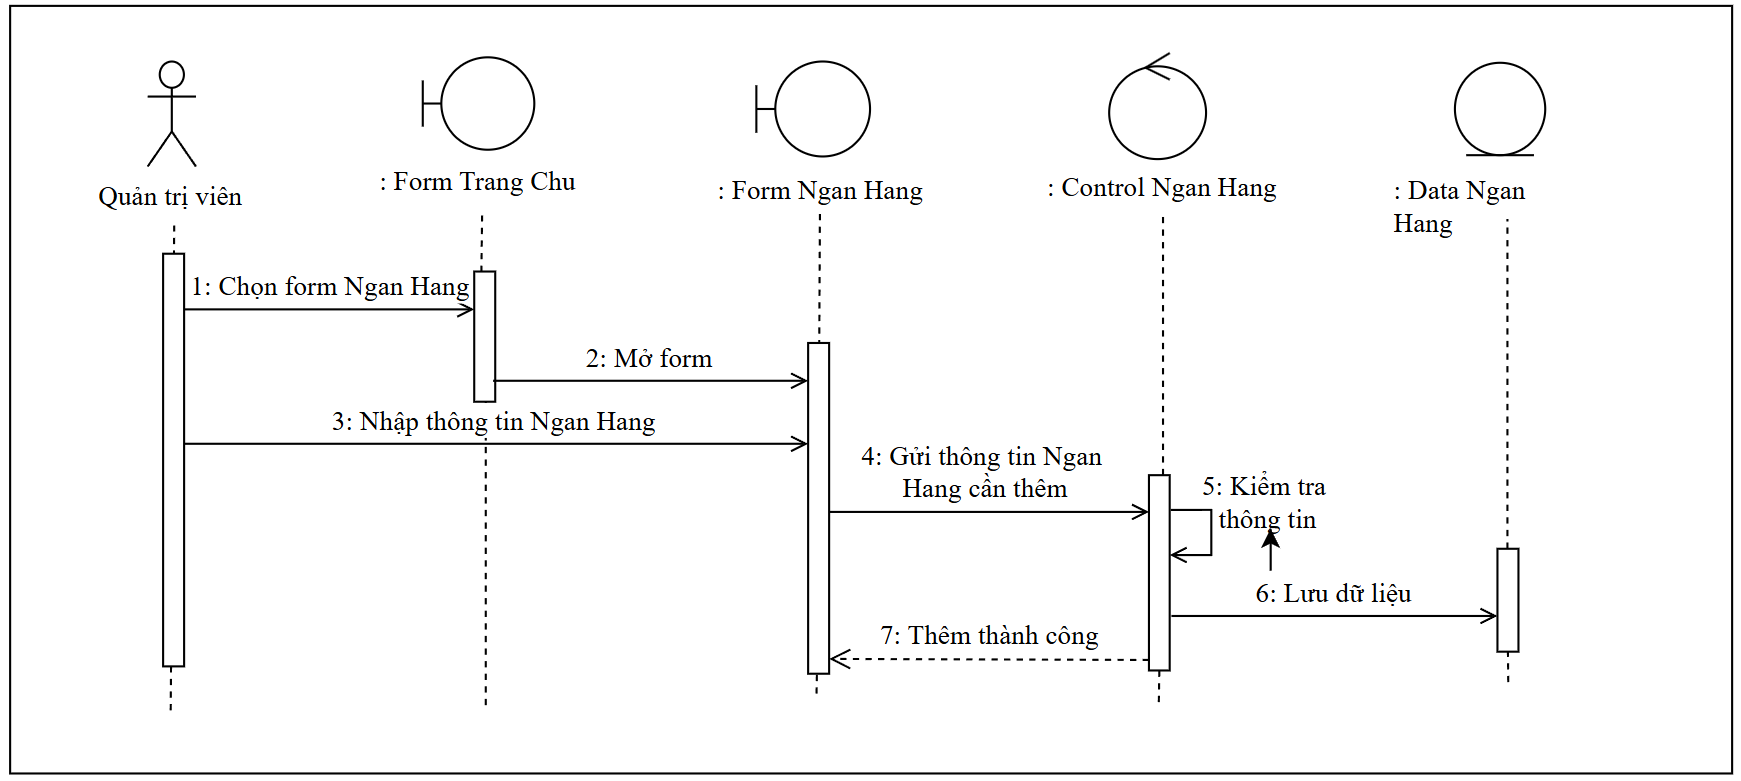 Quản trị viên
: Form Trang Chu
: Form Ngan Hang
: Control Ngan Hang
: Data Ngan
Hang
1: Chọn form Ngan Hang
2: Mở form
3: Nhập thông tin Ngan Hang
4: Gửi thông tin Ngan
Hang cần thêm
5: Kiểm tra
thông tin
6: Lưu dữ liệu
7: Thêm thành công